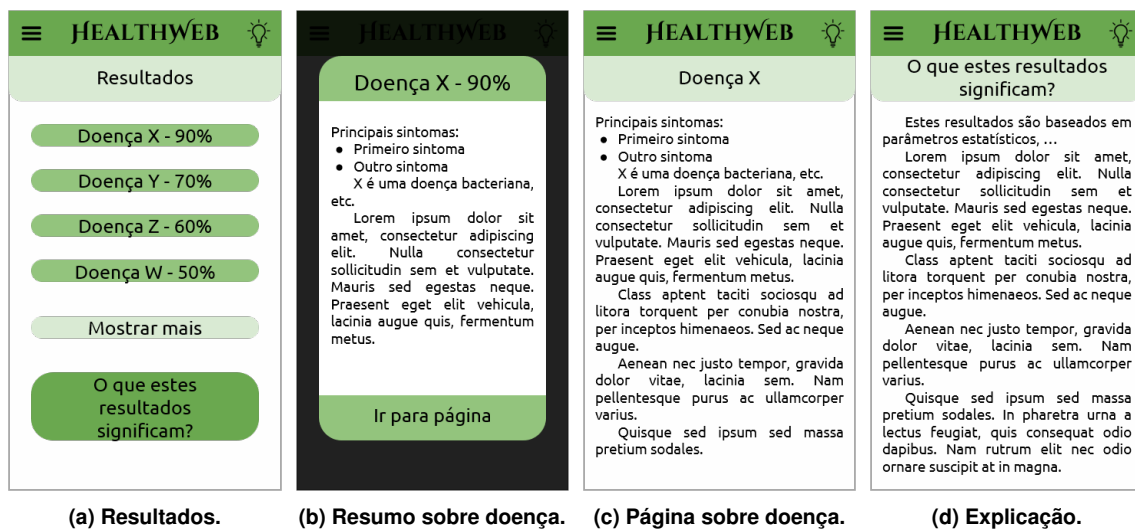 HEALTHWEB
Resultados
Doença X - 90%
Doença Y - 70%
Doença Z - 60%
Doença W - 50%
Mostrar mais
O que estes
resultados
significam?
(a) Resultados.
HEALTHWEB
Doença X - 90%
Principais sintomas:
● Primeiro sintoma
● Outro sintoma
X é uma doença bacteriana,
etc.
Lorem ipsum dolor sit
amet, consectetur adipiscing
elit. Nulla consectetur
sollicitudin sem et vulputate.
Mauris sed egestas neque.
Praesent eget elit vehicula,
lacinia augue quis, fermentum
metus.
Ir para página
(b) Resumo sobre doença.
HEALTHWEB
Doença X
Principais sintomas:
● Primeiro sintoma
● Outro sintoma
X é uma doença bacteriana, etc.
Lorem ipsum dolor sit amet,
consectetur adipiscing elit. Nulla
consectetur sollicitudin sem et
vulputate. Mauris sed egestas neque.
Praesent eget elit vehicula, lacinia
augue quis, fermentum metus.
Class aptent taciti sociosqu ad
litora torquent per conubia nostra,
per inceptos himenaeos. Sed ac neque
augue.
Aenean nec justo tempor, gravida
dolor vitae, lacinia sem. Nam
pellentesque purus ac ullamcorper
varius.
Quisque sed ipsum sed massa
pretium sodales.
(c) Página sobre doença.
HEALTHWEB
O que estes resultados
significam?
Estes resultados são baseados em
parâmetros estatísticos, ...
Lorem ipsum dolor sit amet,
consectetur adipiscing elit. Nulla
consectetur sollicitudin sem et
vulputate. Mauris sed egestas neque.
Praesent eget elit vehicula, lacinia
augue quis, fermentum metus.
Class aptent taciti sociosqu ad
litora torquent per conubia nostra,
per inceptos himenaeos. Sed ac neque
augue.
Aenean nec justo tempor, gravida
dolor vitae, lacinia sem. Nam
pellentesque purus ac ullamcorper
varius.
Quisque sed ipsum sed massa
pretium sodales. In pharetra urna a
lectus feugiat, quis consequat odio
dapibus. Nam rutrum elit nec odio
ornare suscipit at in magna.
(d) Explicação.